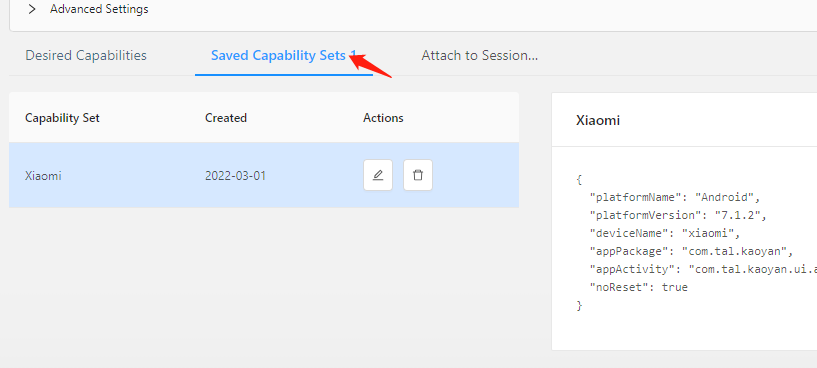 Advanced Settings
Desired Capabilities
Saved Capability Sets 1
Attach to Session...
Capability Set
Created
Actions
Xiaomi
2022-03-01
Xiaomi
{
"platformName": "Android",
"platformVersion": "7.1.2",
"deviceName": "xiaomi",
"appPackage": "com.tal.kaoyan",
"appActivity": "com.tal.kaoyan.ui.a
"noReset": true
}